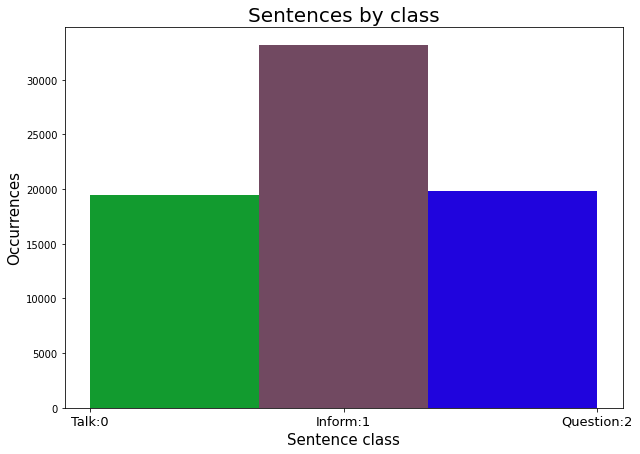 Sentences by class
Occurrences
30000
25000
20000
15000
10000
5000
0
Talk:0
Inform:1
Question:2
Sentence class